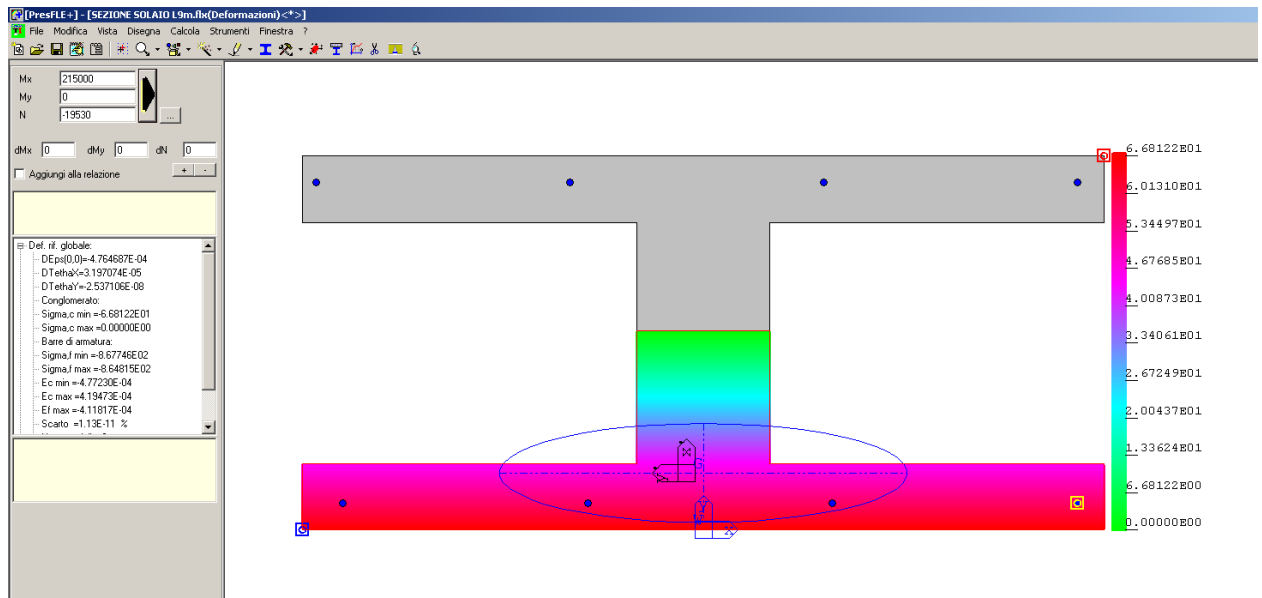 [PresFLE+] - [SEZIONE SOLAIO L9m.flx(Deformazioni)<*>]
File Modifica Vista Disegna Calcola Strumenti Finestra ?
Mx 215000
My 0
N -19530
...
dMx 0 dMy 0 dN 0
Aggiungi alla relazione + -
Def. rif. globale:
DEps(0,0)=-4.764687E-04
DTethaX=3.197074E-05
DTethaY=-2.537106E-08
Conglomerato:
Sigma,c min =-6.68122E01
Sigma,c max =0.00000E00
Barre di armatura:
Sigma,f min =-8.67746E02
Sigma,f max =-8.64815E02
Ec min =-4.77230E-04
Ec max =4.19473E-04
Ef max =-4.11817E-04
Scarto =1.13E-11 %
6.68122E01
6.01310E01
5.34497E01
4.67685E01
4.00873E01
3.34061E01
2.67249E01
2.00437E01
1.33624E01
6.68122E00
0.00000E00
X
G
Y
X